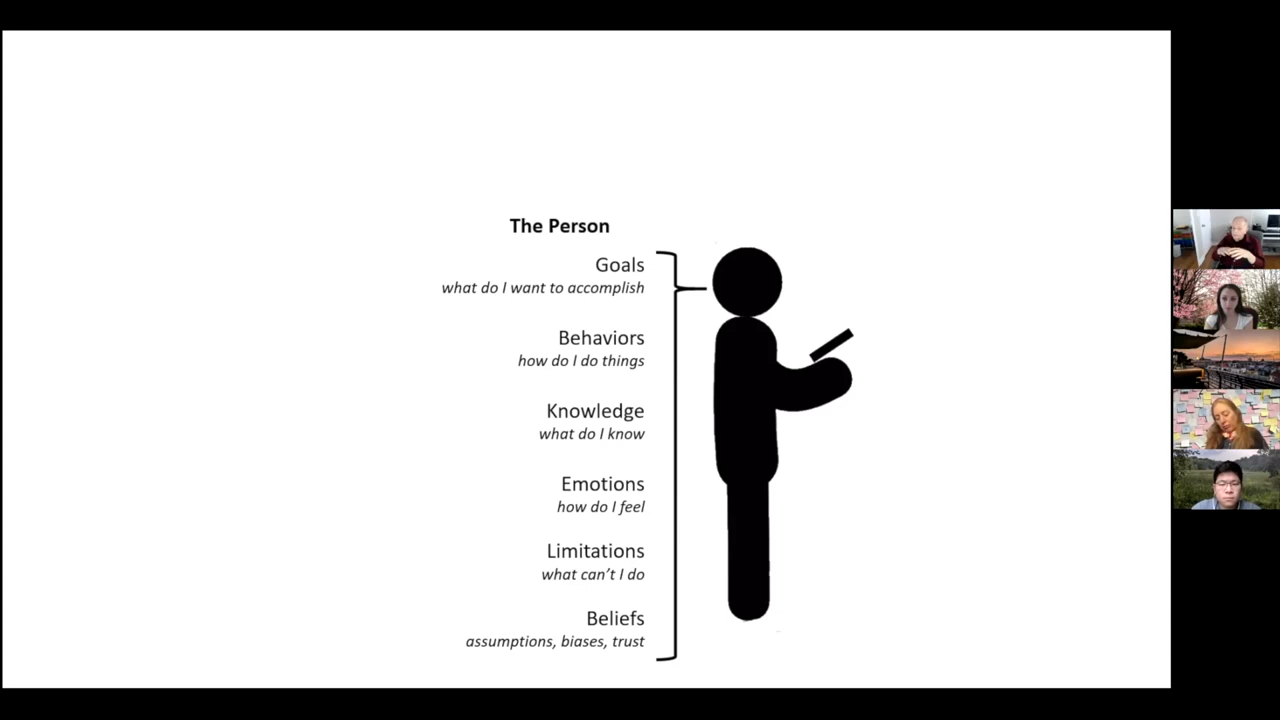 The Person
Goals
what do I want to accomplish
Behaviors
how do I do things
Knowledge
what do I know
Emotions
how do I feel
Limitations
what can’t I do
Beliefs
assumptions, biases, trust